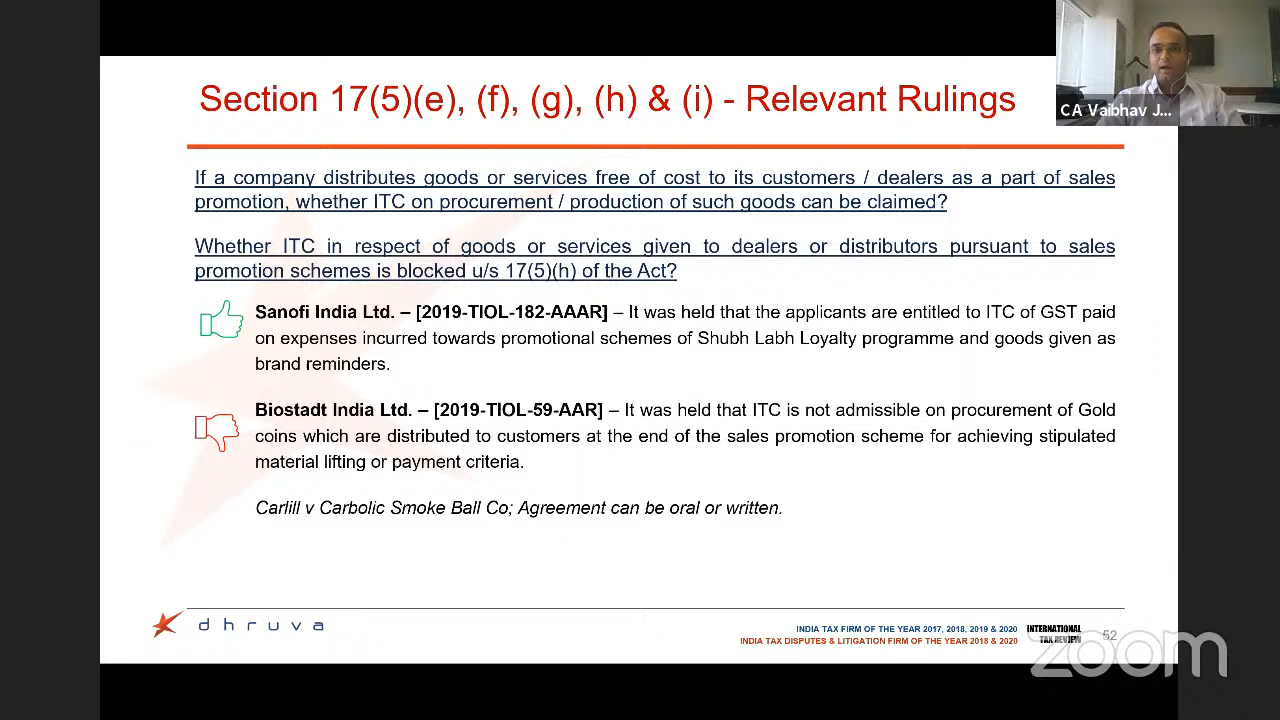 Section 17(5)(e), (f), (g), (h) & (i) - Relevant Rulings
CA Vaibhav J...
If a company distributes goods or services free of cost to its customers / dealers as a part of sales
promotion, whether ITC on procurement / production of such goods can be claimed?
Whether ITC in respect of goods or services given to dealers or distributors pursuant to sales
promotion schemes is blocked u/s 17(5)(h) of the Act?
Sanofi India Ltd. – [2019-TIOL-182-AAAR] – It was held that the applicants are entitled to ITC of GST paid
on expenses incurred towards promotional schemes of Shubh Labh Loyalty programme and goods given as
brand reminders.
Biostadt India Ltd. – [2019-TIOL-59-AAR] – It was held that ITC is not admissible on procurement of Gold
coins which are distributed to customers at the end of the sales promotion scheme for achieving stipulated
material lifting or payment criteria.
Carlill v Carbolic Smoke Ball Co; Agreement can be oral or written.
dhruva
INDIA TAX FIRM OF THE YEAR 2017, 2018, 2019 & 2020
INDIA TAX DISPUTES & LITIGATION FIRM OF THE YEAR 2018 & 2020
INTERNATIONAL
TAX REVIEW
52
zoom